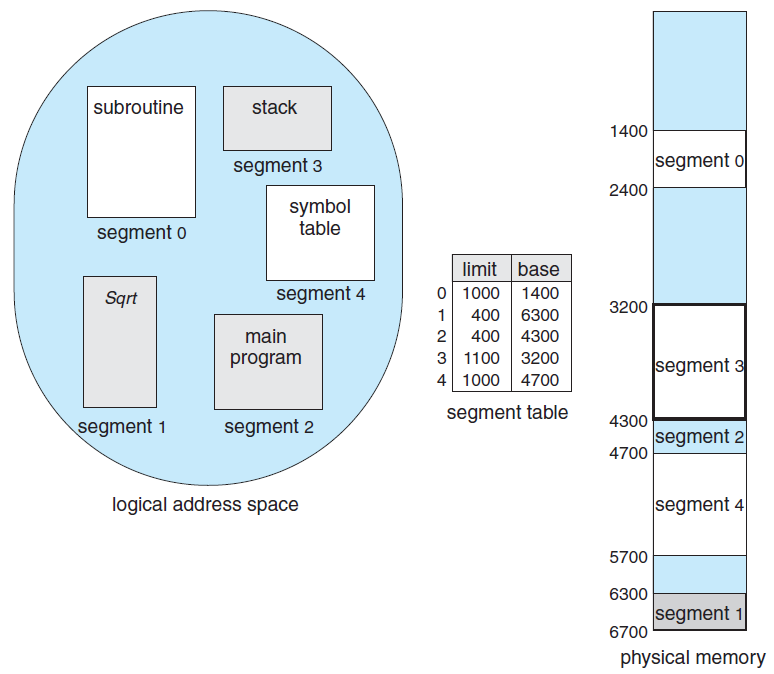 subroutine
segment 0
stack
segment 3
symbol
table
segment 4
Sqrt
segment 1
main
program
segment 2
logical address space
limit base
0 1000 1400
1 400 6300
2 400 4300
3 1100 3200
4 1000 4700
segment table
1400
segment 0
2400
3200
segment 3
4300
segment 2
4700
segment 4
5700
6300
segment 1
6700
physical memory